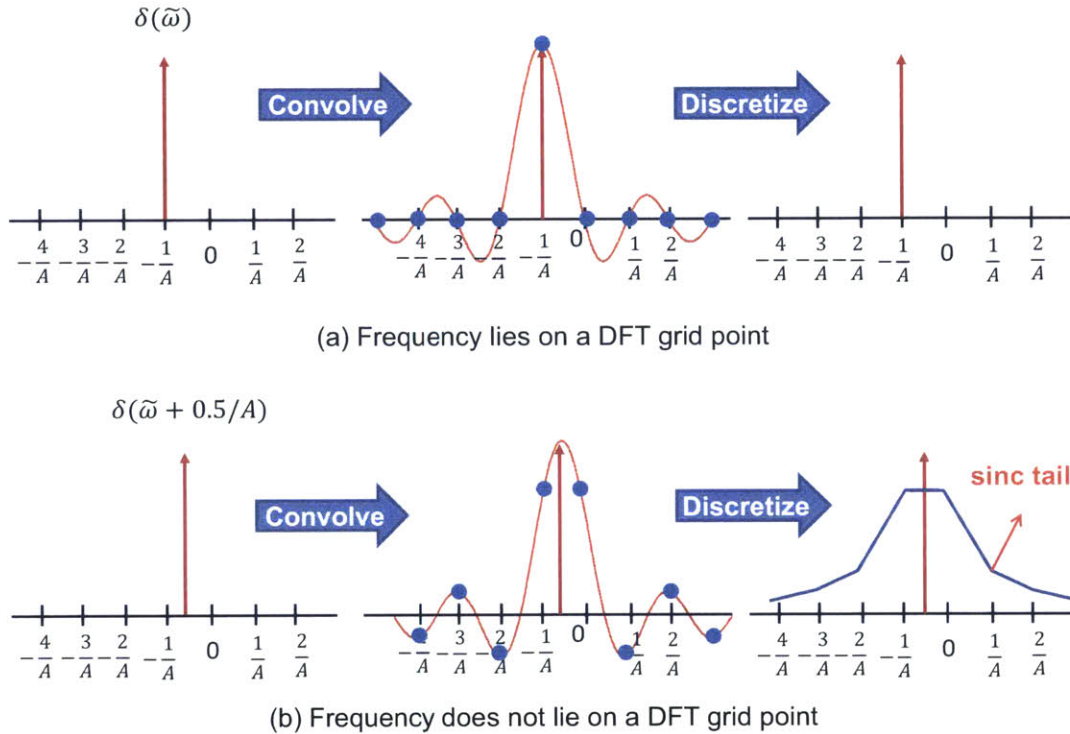 δ(ω̃)
Convolve
Discretize
-4/A -3/A -2/A -1/A 0 1/A 2/A
-4/A -3/A -2/A -1/A 0 1/A 2/A
-4/A -3/A -2/A -1/A 0 1/A 2/A
(a) Frequency lies on a DFT grid point
δ(ω̃ + 0.5/A)
sinc tail
Convolve
Discretize
-4/A -3/A -2/A -1/A 0 1/A 2/A
-4/A -3/A -2/A -1/A 0 1/A 2/A
-4/A -3/A -2/A -1/A 0 1/A 2/A
(b) Frequency does not lie on a DFT grid point